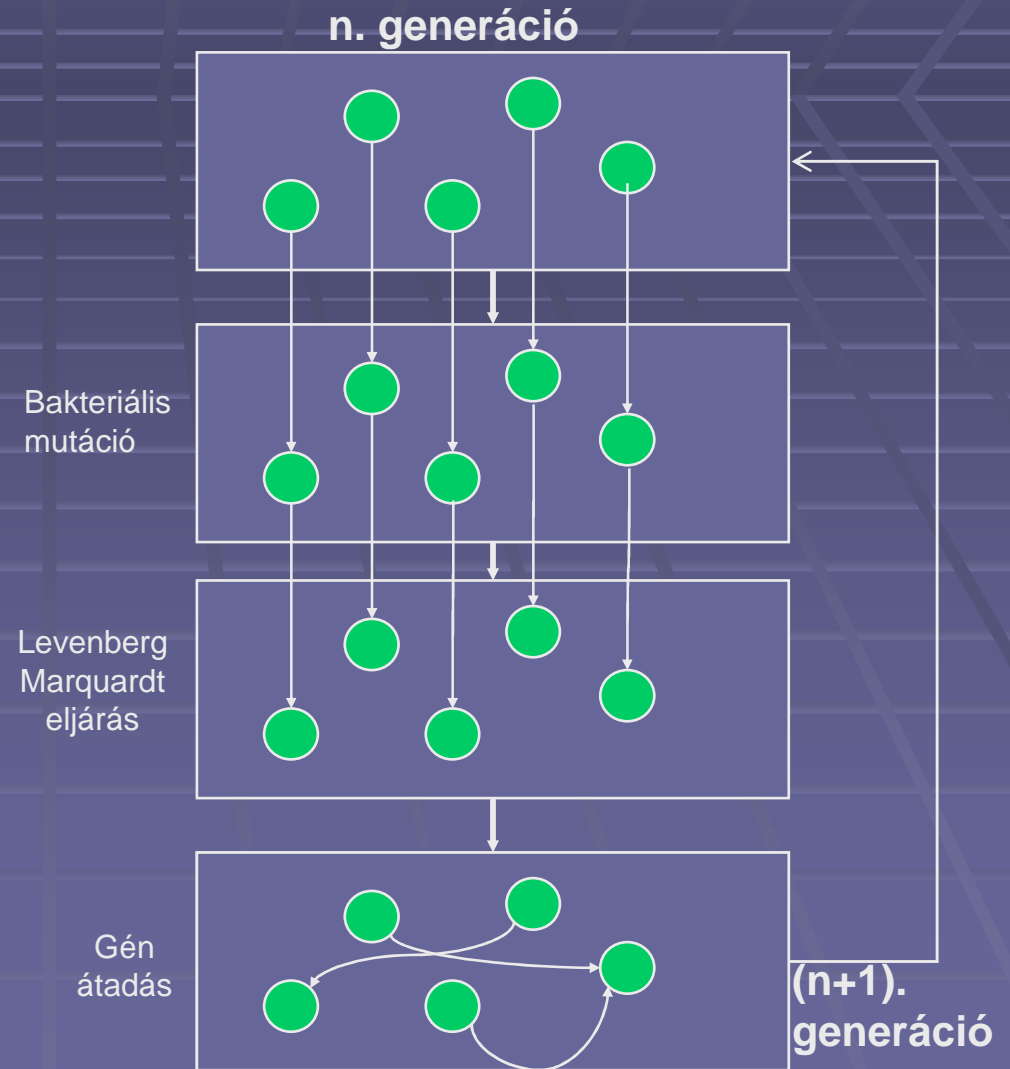 n. generáció
Bakteriális
mutáció
Levenberg
Marquardt
eljárás
Gén
átadás
(n+1).
generáció